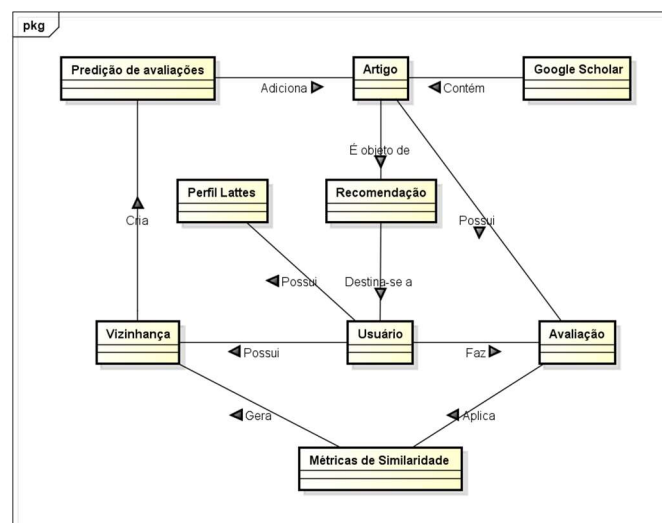 pkg
Predição de avaliações
Adiciona
Artigo
Contém
Google Scholar
É objeto de
Perfil Lattes
Recomendação
Cria
Possui
Possui
Destina-se a
Vizinhança
Possui
Usuário
Faz
Avaliação
Gera
Aplica
Métricas de Similaridade